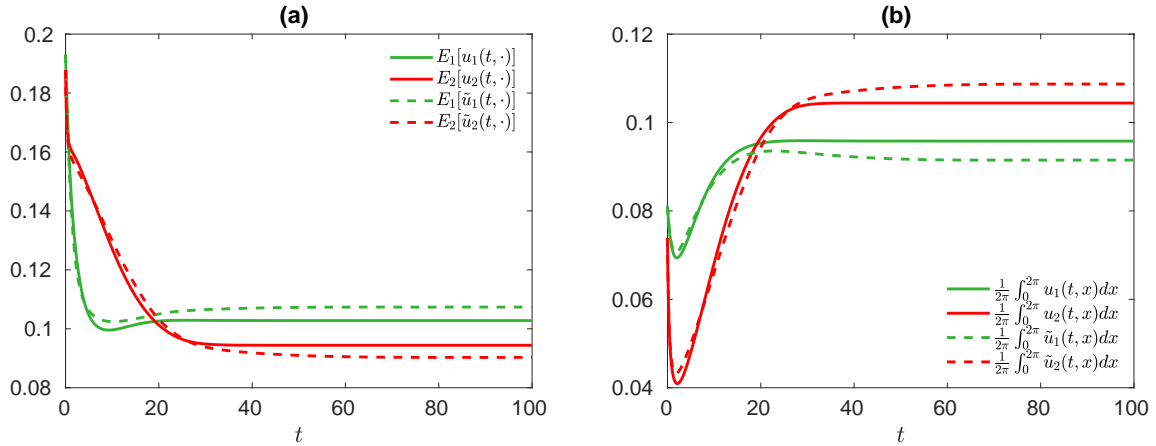 (a)
0.2
0.18
0.16
0.14
0.12
0.1
0.08
0 20 40 60 80 100
t
E₁[u₁(t,·)]
E₂[u₂(t,·)]
E₁[ũ₁(t,·)]
E₂[ũ₂(t,·)]
(b)
0.12
0.1
0.08
0.06
0.04
0 20 40 60 80 100
t
1/2π ∫₀^2π u₁(t,x)dx
1/2π ∫₀^2π u₂(t,x)dx
1/2π ∫₀^2π ũ₁(t,x)dx
1/2π ∫₀^2π ũ₂(t,x)dx